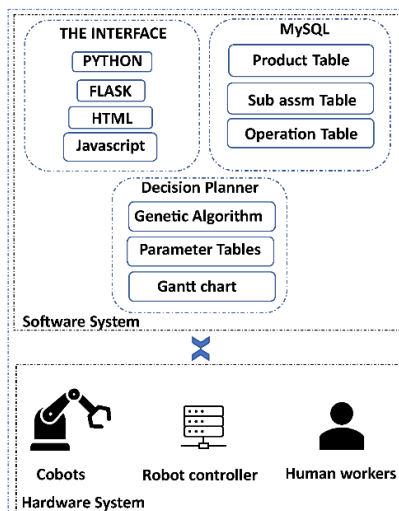 THE INTERFACE
PYTHON
FLASK
HTML
Javascript
MySQL
Product Table
Sub assm Table
Operation Table
Decision Planner
Genetic Algorithm
Parameter Tables
Gantt chart
Software System
Cobots
Robot controller
Human workers
Hardware System